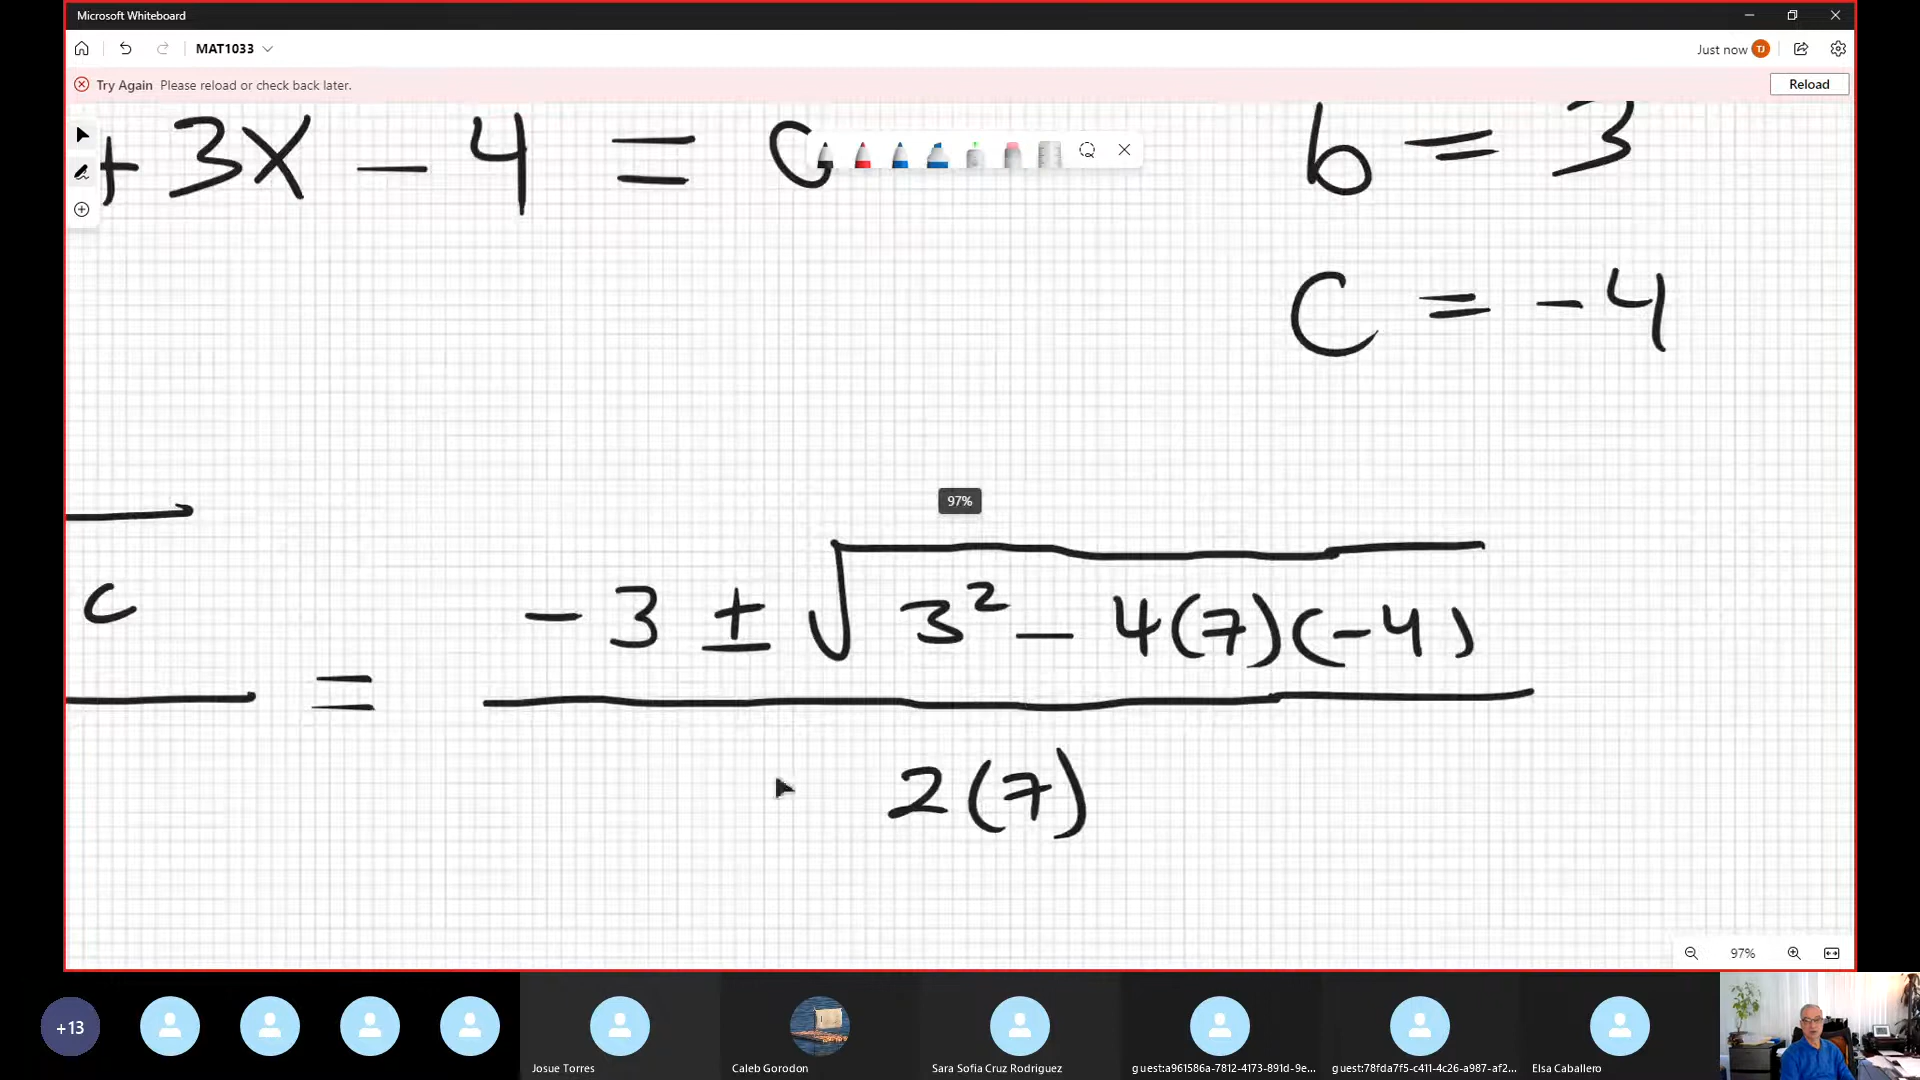 Microsoft Whiteboard
MAT1033
Just now TJ
Try Again Please reload or check back later.
Reload
+ 3x - 4 = 0
b = 3
c = -4
97%
c
= -3 ± √ 3² - 4(7)(-4)
2(7)
97%
+13
Josue Torres
Caleb Gorodon
Sara Sofia Cruz Rodriguez
guest:a961586a-7812-4173-891d-9e...
guest:78fda7f5-c411-4c26-a987-af2...
Elsa Caballero